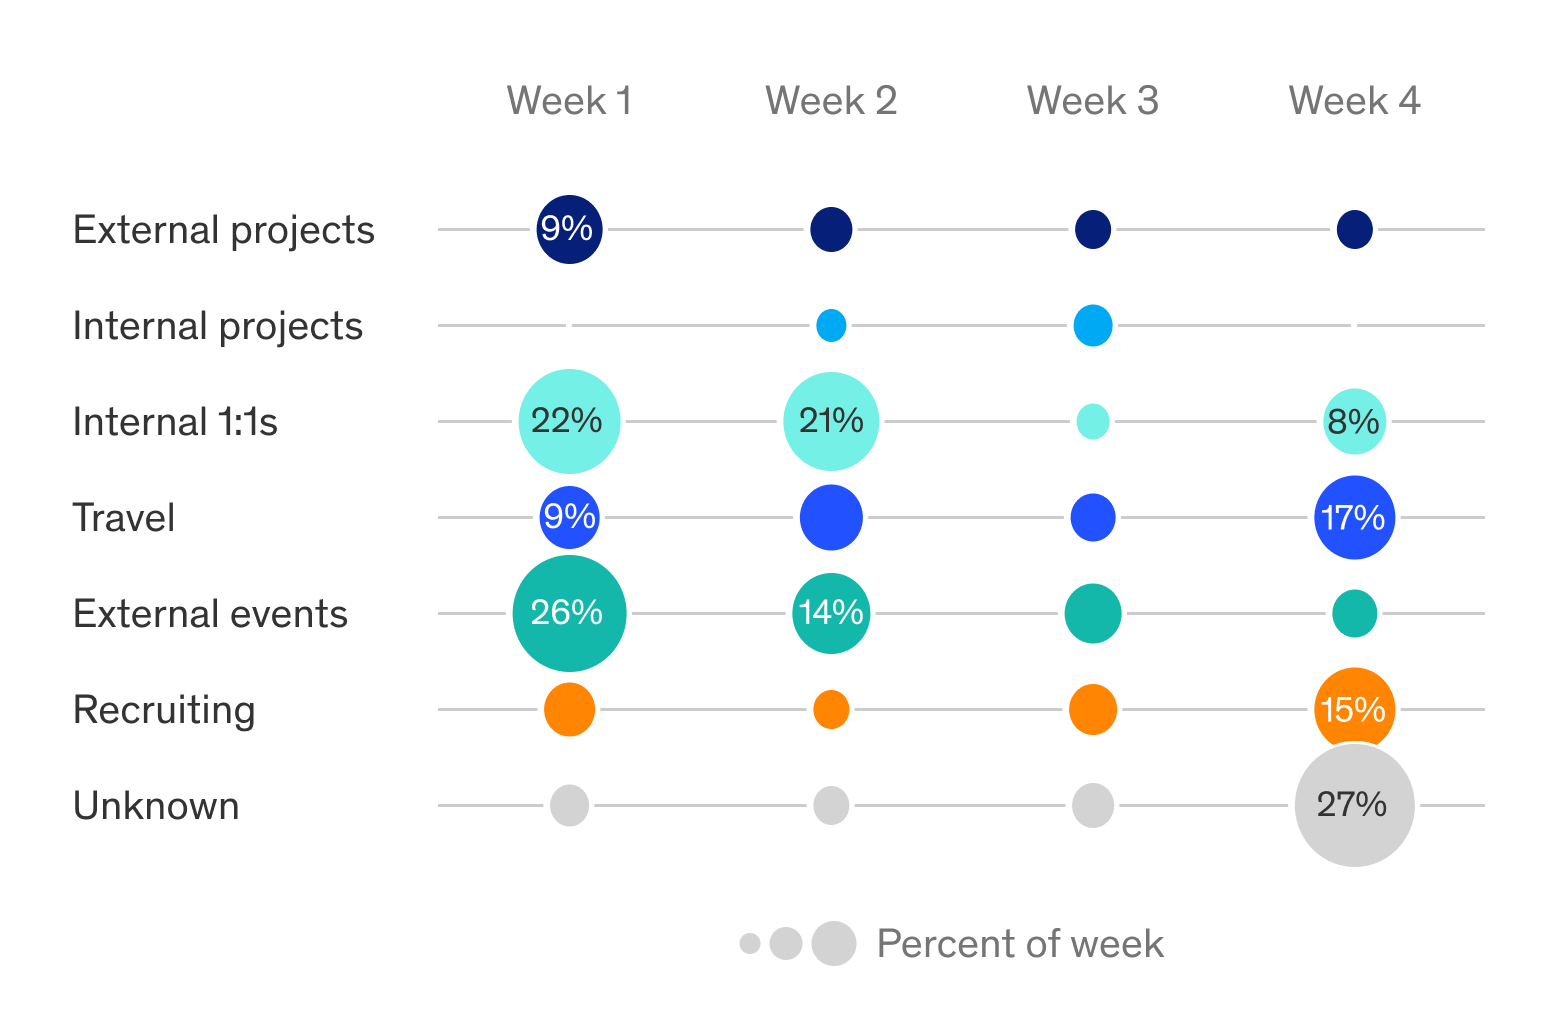 Week 1 Week 2 Week 3 Week 4
External projects 9%
Internal projects
Internal 1:1s 22% 21% 8%
Travel 9% 17%
External events 26% 14%
Recruiting 15%
Unknown 27%
Percent of week